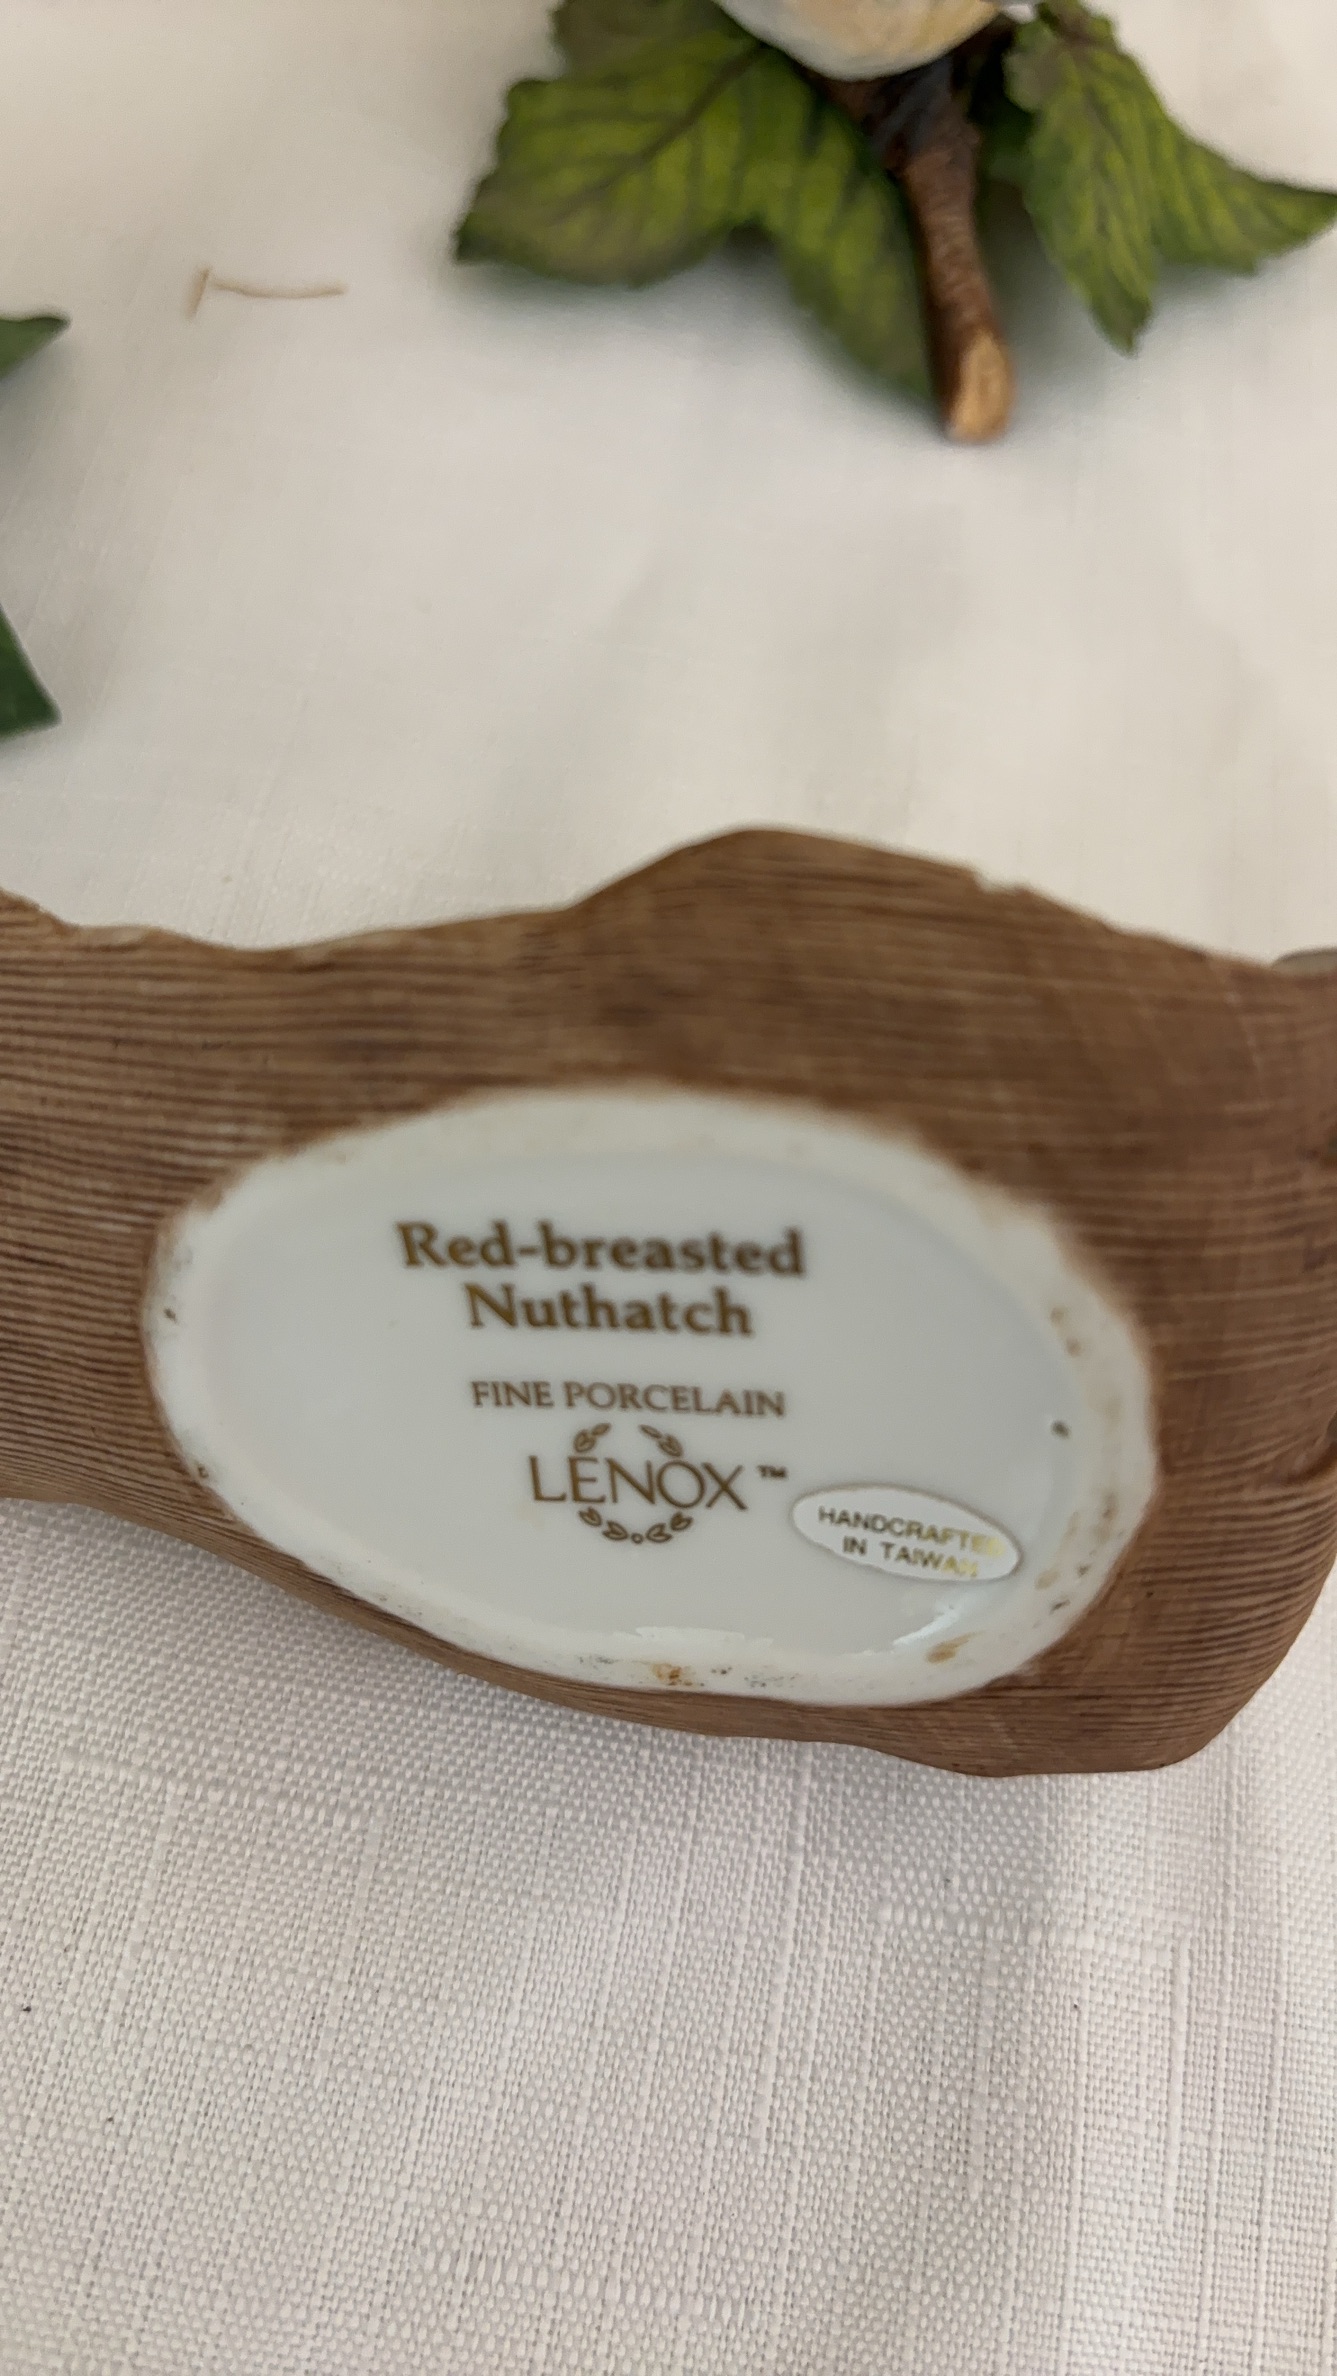 Red-breasted
Nuthatch
FINE PORCELAIN
LENOX™
HANDCRAFTED
IN TAIWAN